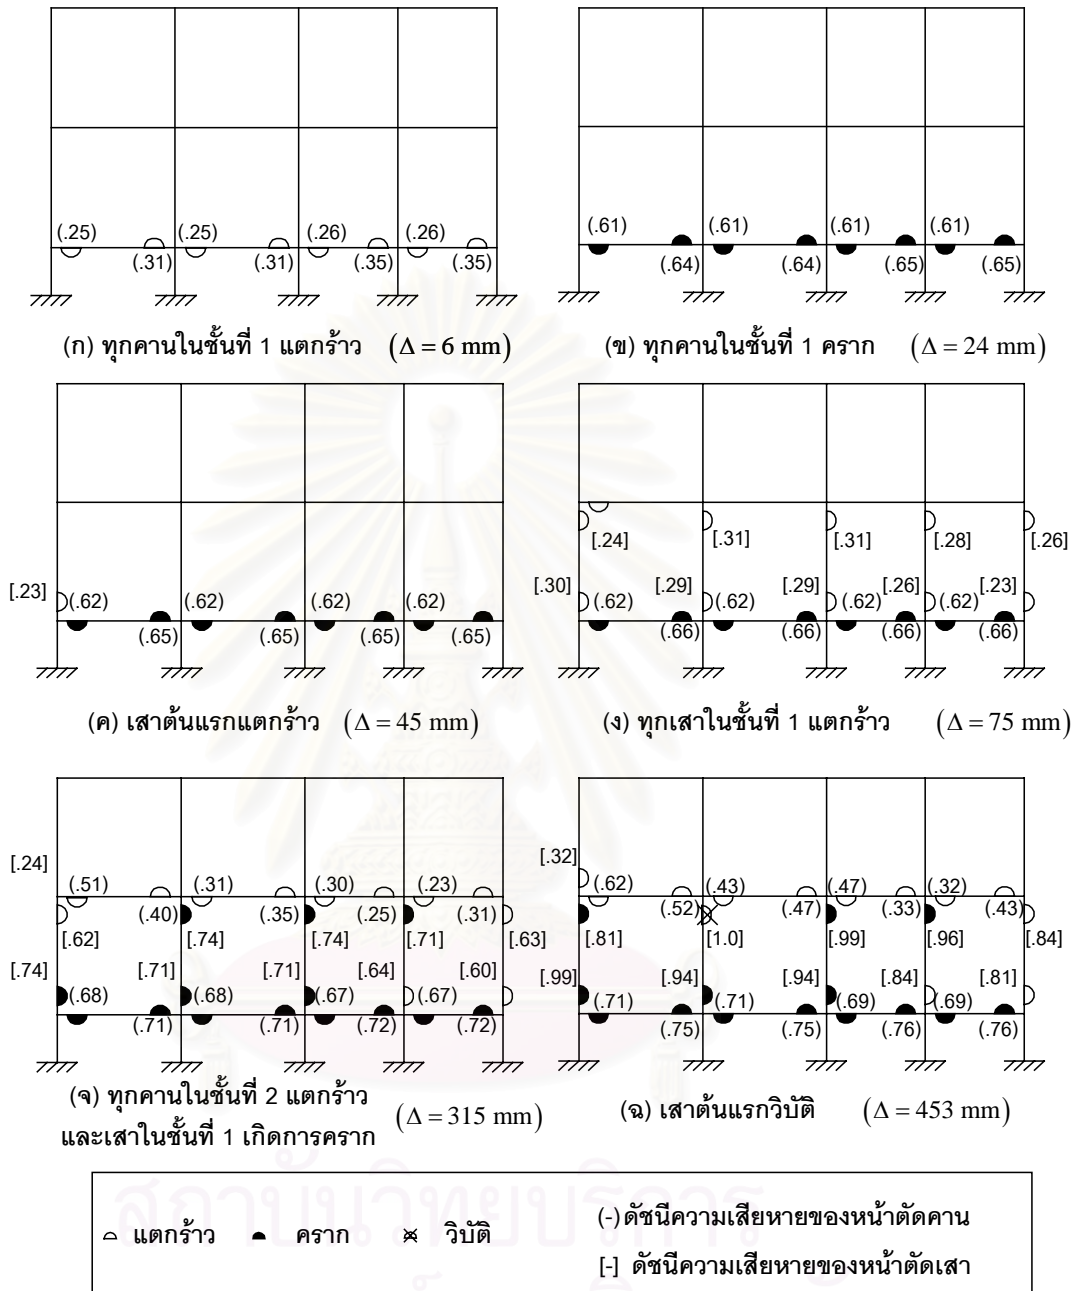 (.25) (.25) (.26) (.26)
(.31) (.31) (.35) (.35)
(ก) ทุกคานในชั้นที่ 1 แตกร้าว (Δ = 6 mm)
(.61) (.61) (.61) (.61)
(.64) (.64) (.65) (.65)
(ข) ทุกคานในชั้นที่ 1 คราก (Δ = 24 mm)
[.23] (.62) (.62) (.62) (.62)
(.65) (.65) (.65) (.65)
(ค) เสาต้นแรกแตกร้าว (Δ = 45 mm)
[.24] [.31] [.31] [.28] [.26]
[.30] (.62) [.29] (.62) [.29] (.62) [.26] (.62) [.23]
(.66) (.66) (.66) (.66)
(ง) ทุกเสาในชั้นที่ 1 แตกร้าว (Δ = 75 mm)
[.24] (.51) (.31) (.30) (.23)
(.40) (.35) (.25) (.31)
[.62] [.74] [.74] [.71] [.63]
[.74] [.71] [.71] [.64] [.60]
(.68) (.68) (.67) (.67)
(.71) (.71) (.72) (.72)
(จ) ทุกคานในชั้นที่ 2 แตกร้าว
และเสาในชั้นที่ 1 เกิดการคราก (Δ = 315 mm)
[.32] (.62) (.43) (.47) (.32)
(.52) (.47) (.33) (.43)
[.81] [1.0] [.99] [.96] [.84]
[.99] [.94] [.94] [.84] [.81]
(.71) (.71) (.69) (.69)
(.75) (.75) (.76) (.76)
(ฉ) เสาต้นแรกวิบัติ (Δ = 453 mm)
แตกร้าว คราก วิบัติ
(-) ดัชนีความเสียหายของหน้าตัดคาน
[-] ดัชนีความเสียหายของหน้าตัดเสา
สถาบันวิทยบริการ